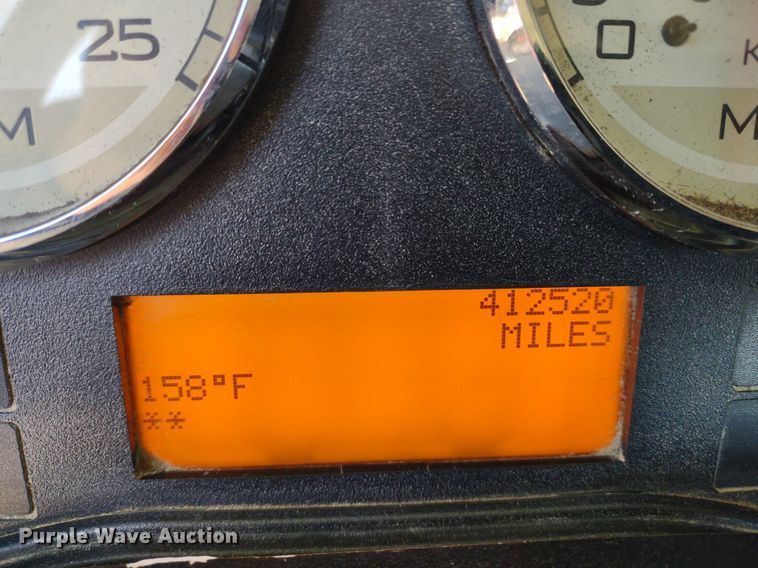 25
0
K
M
M
412520
MILES
158°F
**
Purple Wave Auction